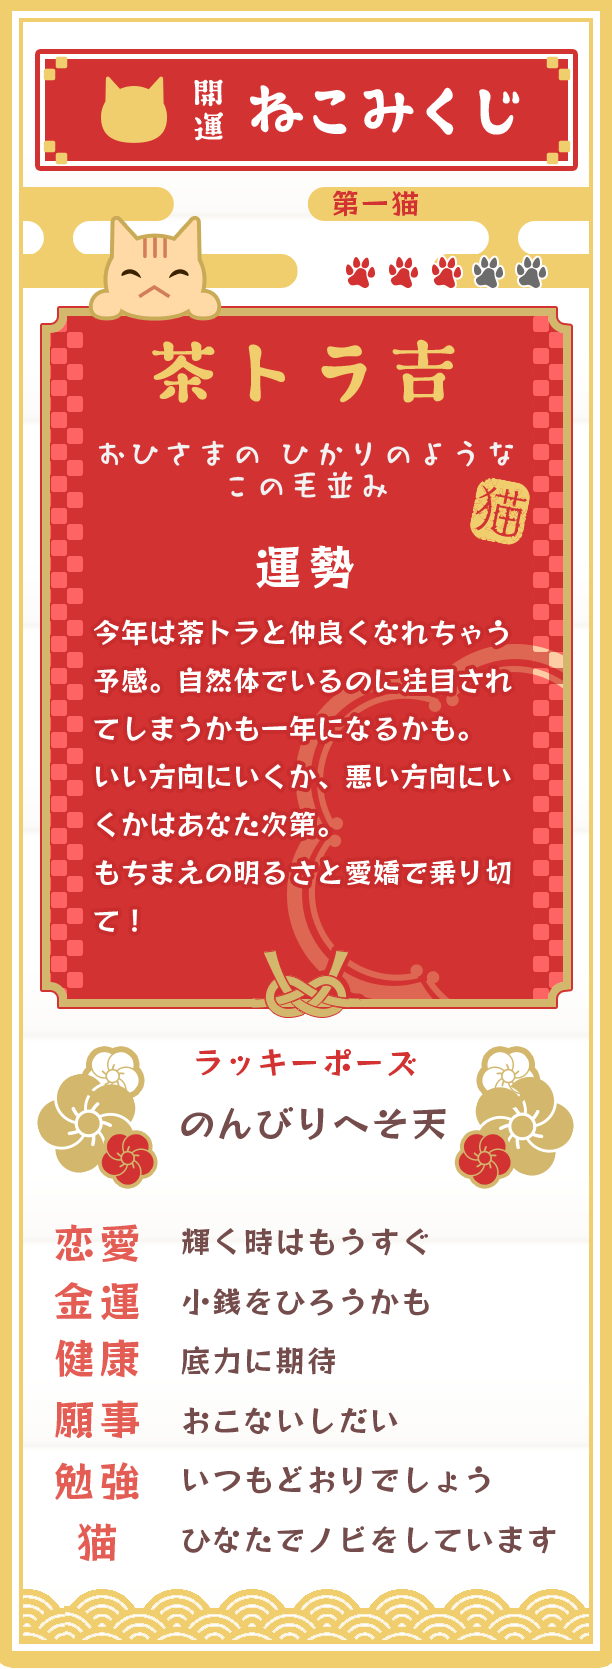 開運
ねこみくじ
第一猫
茶トラ吉
おひさまの ひかりのような
この毛並み
猫
運勢
今年は茶トラと仲良くなれちゃう
予感。自然体でいるのに注目され
てしまうかも一年になるかも。
いい方向にいくか、悪い方向にい
くかはあなた次第。
もちまえの明るさと愛嬌で乗り切
て！
ラッキーポーズ
のんびりへそ天
恋愛 輝く時はもうすぐ
金運 小銭をひろうかも
健康 底力に期待
願事 おこないしだい
勉強 いつもどおりでしょう
猫 ひなたでノビをしています